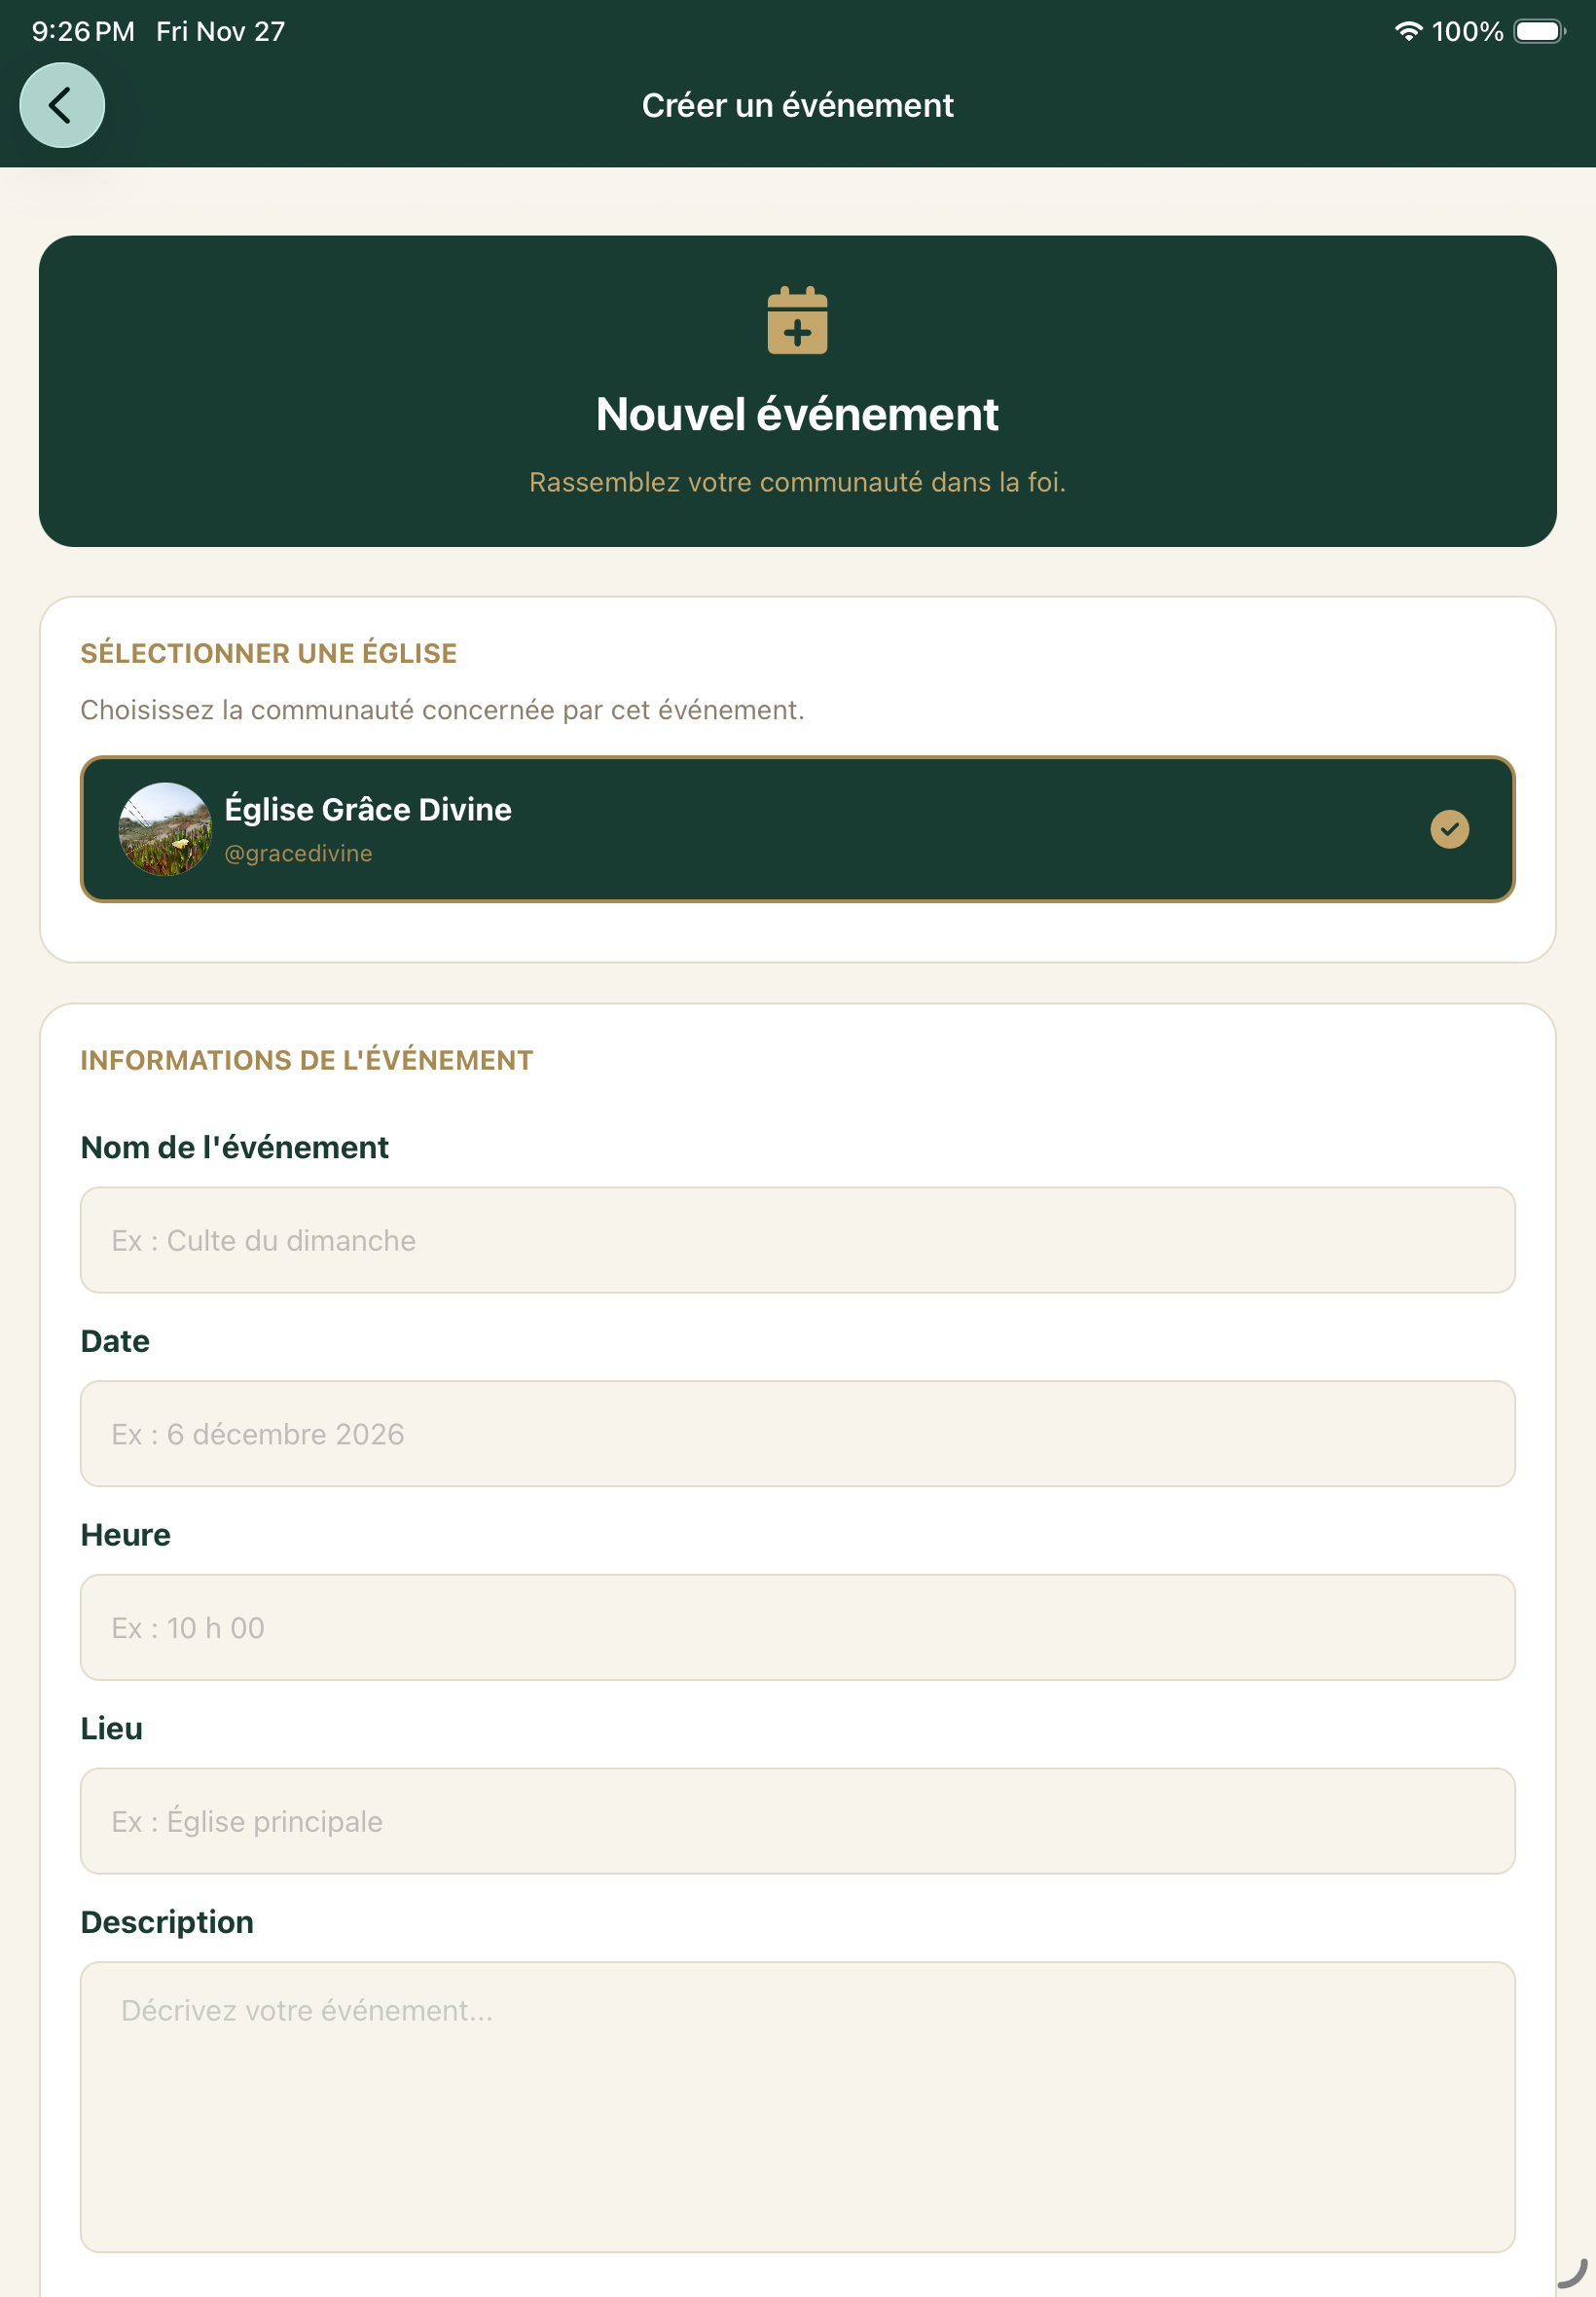 9:26 PM Fri Nov 27
100%
Créer un événement
Nouvel événement
Rassemblez votre communauté dans la foi.
SÉLECTIONNER UNE ÉGLISE
Choisissez la communauté concernée par cet événement.
Église Grâce Divine
@gracedivine
INFORMATIONS DE L'ÉVÉNEMENT
Nom de l'événement
Ex : Culte du dimanche
Date
Ex : 6 décembre 2026
Heure
Ex : 10 h 00
Lieu
Ex : Église principale
Description
Décrivez votre événement...